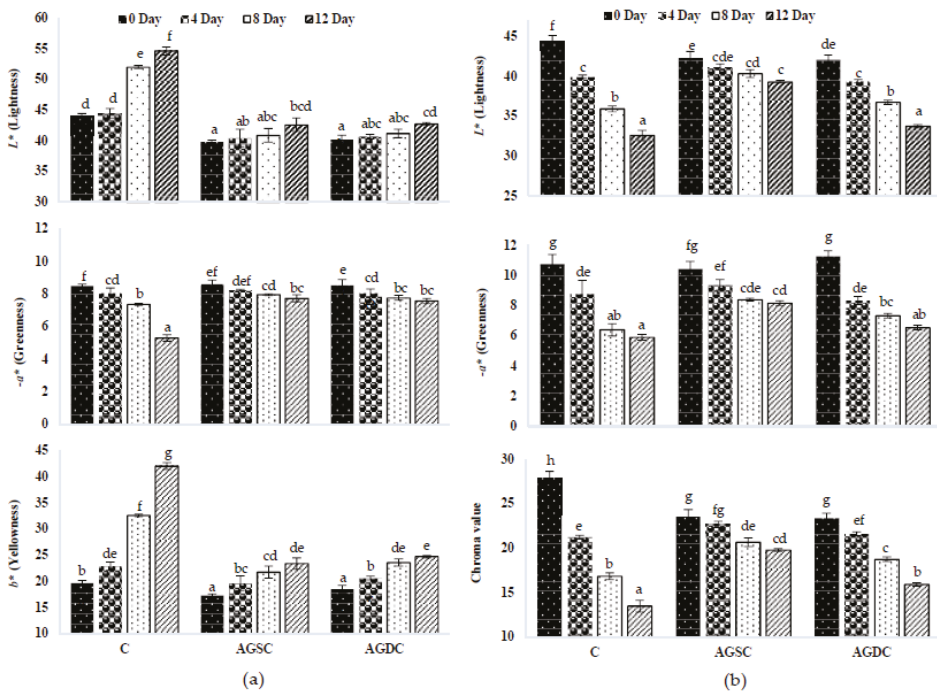 0 Day 4 Day 8 Day 12 Day
60
55
50
45
40
35
30
L* (Lightness)
d d e f
a ab abc bcd
a abc abc cd
12
10
8
6
4
2
0
-a* (Greenness)
f cd b a
ef def bc bc
e cd bc bc
45
40
35
30
25
20
15
10
b* (Yellowness)
b de f g
a bc cd de
a b de e
C AGSC AGDC
(a)
0 Day 4 Day 8 Day 12 Day
45
40
35
30
25
L* (Lightness)
f c b a
e cde cd c
de c b a
12
10
8
6
4
2
0
-a* (Greenness)
g de ab a
fg ef cde cd
g de bc ab
30
25
20
15
10
Chroma value
h e b a
g fg de cd
g ef c b
C AGSC AGDC
(b)